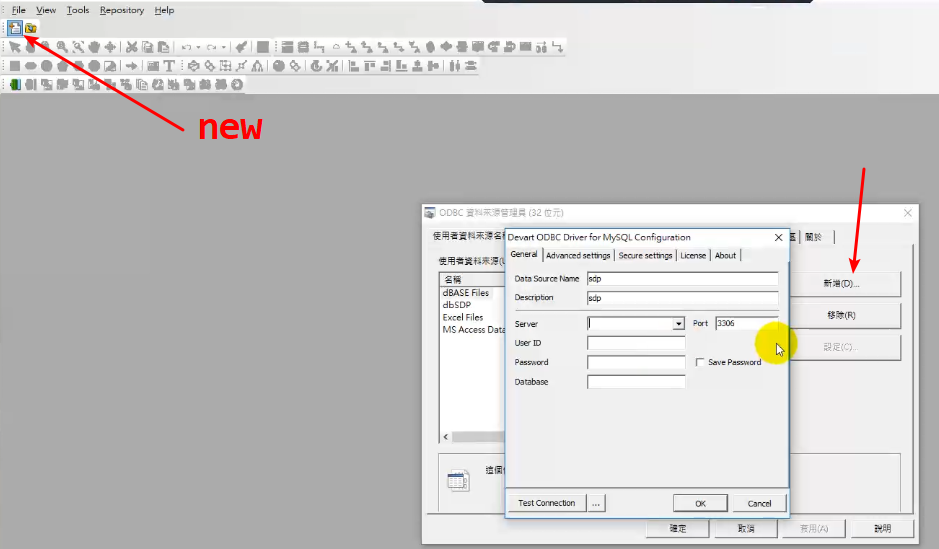 File View Tools Repository Help
new
ODBC 資料來源管理員 (32 位元)
使用者資料來源名
關於
使用者資料來源(U
名稱
dBASE Files
dbSDP
Excel Files
MS Access Data
新增(D)...
移除(R)
設定(C)...
Devart ODBC Driver for MySQL Configuration
General Advanced settings Secure settings License About
Data Source Name sdp
Description sdp
Server Port 3306
User ID
Password Save Password
Database
Test Connection ... OK Cancel
這個
確定 取消 套用(A) 說明